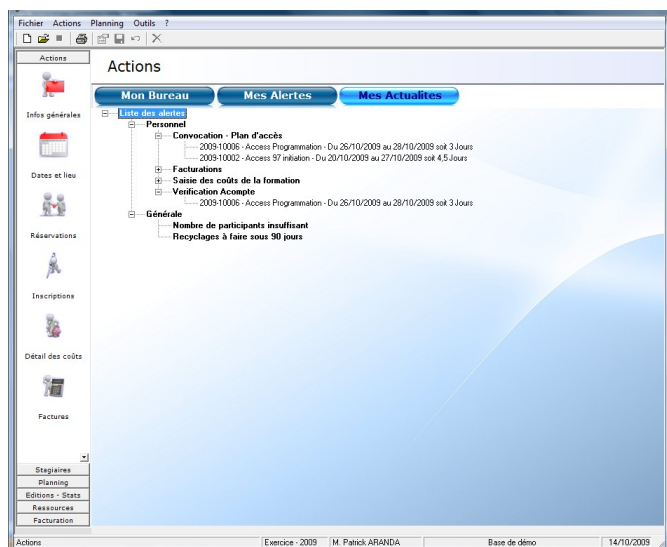 Fichier Actions Planning Outils ?
Actions
Actions
Mon Bureau Mes Alertes Mes Actualites
Infos générales
Dates et lieu
Réservations
Inscriptions
Détail des coûts
Factures
Liste des alertes
Personnel
Convocation - Plan d'accès
2009-10006 - Access Programmation - Du 26/10/2009 au 28/10/2009 soit 3 Jours
2009-10002 - Access 97 initiation - Du 20/10/2009 au 27/10/2009 soit 4,5 Jours
Facturations
Saisie des coûts de la formation
Verification Acompte
2009-10006 - Access Programmation - Du 26/10/2009 au 28/10/2009 soit 3 Jours
Générale
Nombre de participants insuffisant
Recyclages à faire sous 90 jours
Stagiaires
Planning
Editions - Stats
Ressources
Facturation
Actions Exercice - 2009 M. Patrick ARANDA Base de démo 14/10/2009